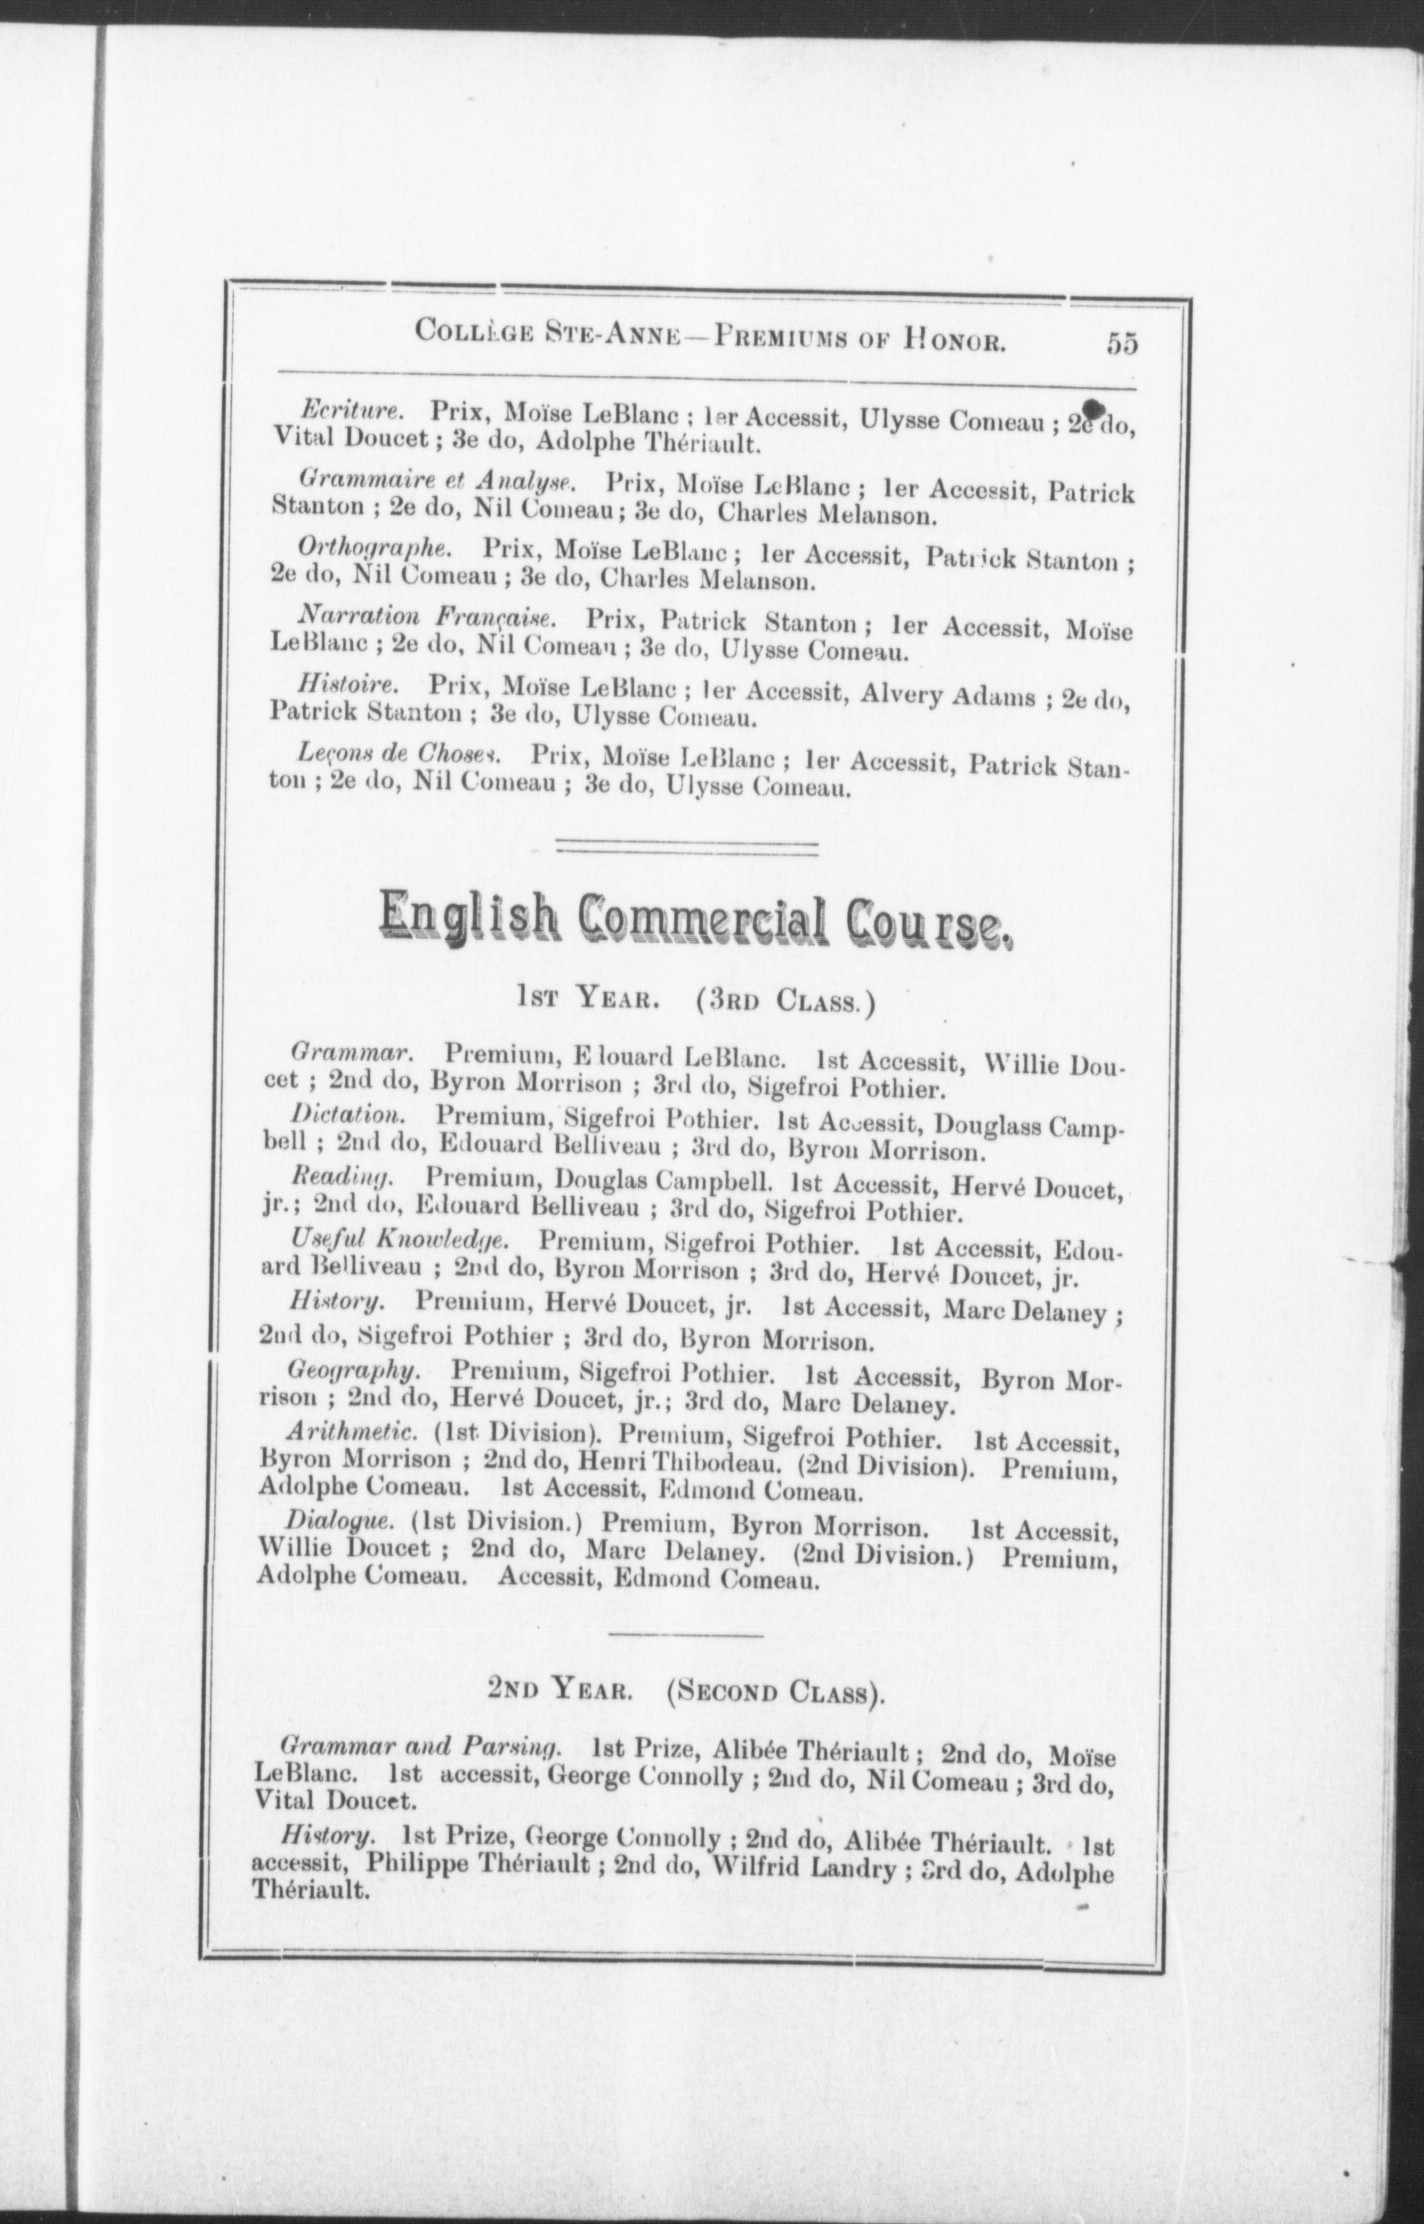 COLLÈGE STE-ANNE—PREMIUMS OF HONOR. 55
Ecriture. Prix, Moïse LeBlanc ; 1er Accessit, Ulysse Comeau ; 2e do,
Vital Doucet ; 3e do, Adolphe Thériault.
Grammaire et Analyse. Prix, Moïse LeBlanc ; 1er Accessit, Patrick
Stanton ; 2e do, Nil Comeau ; 3e do, Charles Melanson.
Orthographe. Prix, Moïse LeBlanc ; 1er Accessit, Patrick Stanton ;
2e do, Nil Comeau ; 3e do, Charles Melanson.
Narration Française. Prix, Patrick Stanton ; 1er Accessit, Moïse
LeBlanc ; 2e do, Nil Comeau ; 3e do, Ulysse Comeau.
Histoire. Prix, Moïse LeBlanc ; 1er Accessit, Alvery Adams ; 2e do,
Patrick Stanton ; 3e do, Ulysse Comeau.
Leçons de Choses. Prix, Moïse LeBlanc ; 1er Accessit, Patrick Stan-
ton ; 2e do, Nil Comeau ; 3e do, Ulysse Comeau.
English Commercial Course.
1ST YEAR. (3RD CLASS.)
Grammar. Premium, Edouard LeBlanc. 1st Accessit, Willie Dou-
cet ; 2nd do, Byron Morrison ; 3rd do, Sigefroi Pothier.
Dictation. Premium, Sigefroi Pothier. 1st Accessit, Douglass Camp-
bell ; 2nd do, Edouard Belliveau ; 3rd do, Byron Morrison.
Reading. Premium, Douglas Campbell. 1st Accessit, Hervé Doucet,
jr.; 2nd do, Edouard Belliveau ; 3rd do, Sigefroi Pothier.
Useful Knowledge. Premium, Sigefroi Pothier. 1st Accessit, Edou-
ard Belliveau ; 2nd do, Byron Morrison ; 3rd do, Hervé Doucet, jr.
History. Premium, Hervé Doucet, jr. 1st Accessit, Marc Delaney ;
2nd do, Sigefroi Pothier ; 3rd do, Byron Morrison.
Geography. Premium, Sigefroi Pothier. 1st Accessit, Byron Mor-
rison ; 2nd do, Hervé Doucet, jr.; 3rd do, Marc Delaney.
Arithmetic. (1st Division). Premium, Sigefroi Pothier. 1st Accessit,
Byron Morrison ; 2nd do, Henri Thibodeau. (2nd Division). Premium,
Adolphe Comeau. 1st Accessit, Edmond Comeau.
Dialogue. (1st Division.) Premium, Byron Morrison. 1st Accessit,
Willie Doucet ; 2nd do, Marc Delaney. (2nd Division.) Premium,
Adolphe Comeau. Accessit, Edmond Comeau.
2ND YEAR. (SECOND CLASS).
Grammar and Parsing. 1st Prize, Alibée Thériault ; 2nd do, Moïse
LeBlanc. 1st accessit, George Connolly ; 2nd do, Nil Comeau ; 3rd do,
Vital Doucet.
History. 1st Prize, George Connolly ; 2nd do, Alibée Thériault. 1st
accessit, Philippe Thériault ; 2nd do, Wilfrid Landry ; 3rd do, Adolphe
Thériault.